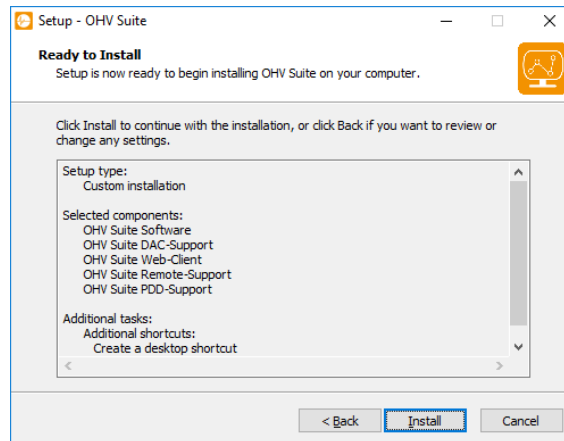 Setup - OHV Suite
Ready to Install
Setup is now ready to begin installing OHV Suite on your computer.
Click Install to continue with the installation, or click Back if you want to review or
change any settings.
Setup type:
Custom installation
Selected components:
OHV Suite Software
OHV Suite DAC-Support
OHV Suite Web-Client
OHV Suite Remote-Support
OHV Suite PDD-Support
Additional tasks:
Additional shortcuts:
Create a desktop shortcut
< Back Install Cancel